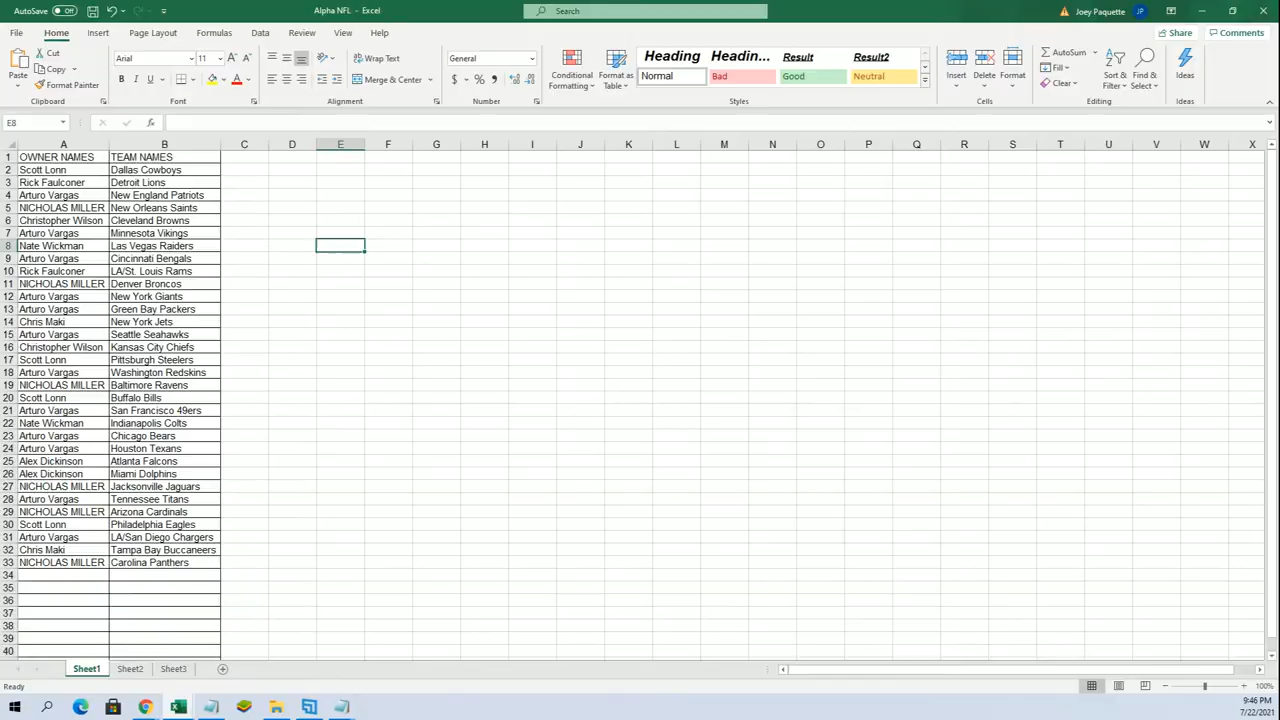 AutoSave Off Alpha NFL - Excel Search Joey Paquette JP
File Home Insert Page Layout Formulas Data Review View Help Share Comments
Cut Arial 11 Wrap Text General Heading Headin... Result Result2 AutoSum
Paste Copy Conditional Format as Normal Bad Good Neutral Insert Delete Format Fill Sort & Find & Ideas
Format Painter B I U Merge & Center $ % Formatting Table Clear Filter Select
Clipboard Font Alignment Number Styles Cells Editing Ideas
E8 fx
A B C D E F G H I J K L M N O P Q R S T U V W X
1 OWNER NAMES TEAM NAMES
2 Scott Lonn Dallas Cowboys
3 Rick Faulconer Detroit Lions
4 Arturo Vargas New England Patriots
5 NICHOLAS MILLER New Orleans Saints
6 Christopher Wilson Cleveland Browns
7 Arturo Vargas Minnesota Vikings
8 Nate Wickman Las Vegas Raiders
9 Arturo Vargas Cincinnati Bengals
10 Rick Faulconer LA/St. Louis Rams
11 NICHOLAS MILLER Denver Broncos
12 Arturo Vargas New York Giants
13 Arturo Vargas Green Bay Packers
14 Chris Maki New York Jets
15 Arturo Vargas Seattle Seahawks
16 Christopher Wilson Kansas City Chiefs
17 Scott Lonn Pittsburgh Steelers
18 Arturo Vargas Washington Redskins
19 NICHOLAS MILLER Baltimore Ravens
20 Scott Lonn Buffalo Bills
21 Arturo Vargas San Francisco 49ers
22 Nate Wickman Indianapolis Colts
23 Arturo Vargas Chicago Bears
24 Arturo Vargas Houston Texans
25 Alex Dickinson Atlanta Falcons
26 Alex Dickinson Miami Dolphins
27 NICHOLAS MILLER Jacksonville Jaguars
28 Arturo Vargas Tennessee Titans
29 NICHOLAS MILLER Arizona Cardinals
30 Scott Lonn Philadelphia Eagles
31 Arturo Vargas LA/San Diego Chargers
32 Chris Maki Tampa Bay Buccaneers
33 NICHOLAS MILLER Carolina Panthers
34
35
36
37
38
39
40
Sheet1 Sheet2 Sheet3
Ready 100%
9:46 PM
7/22/2021